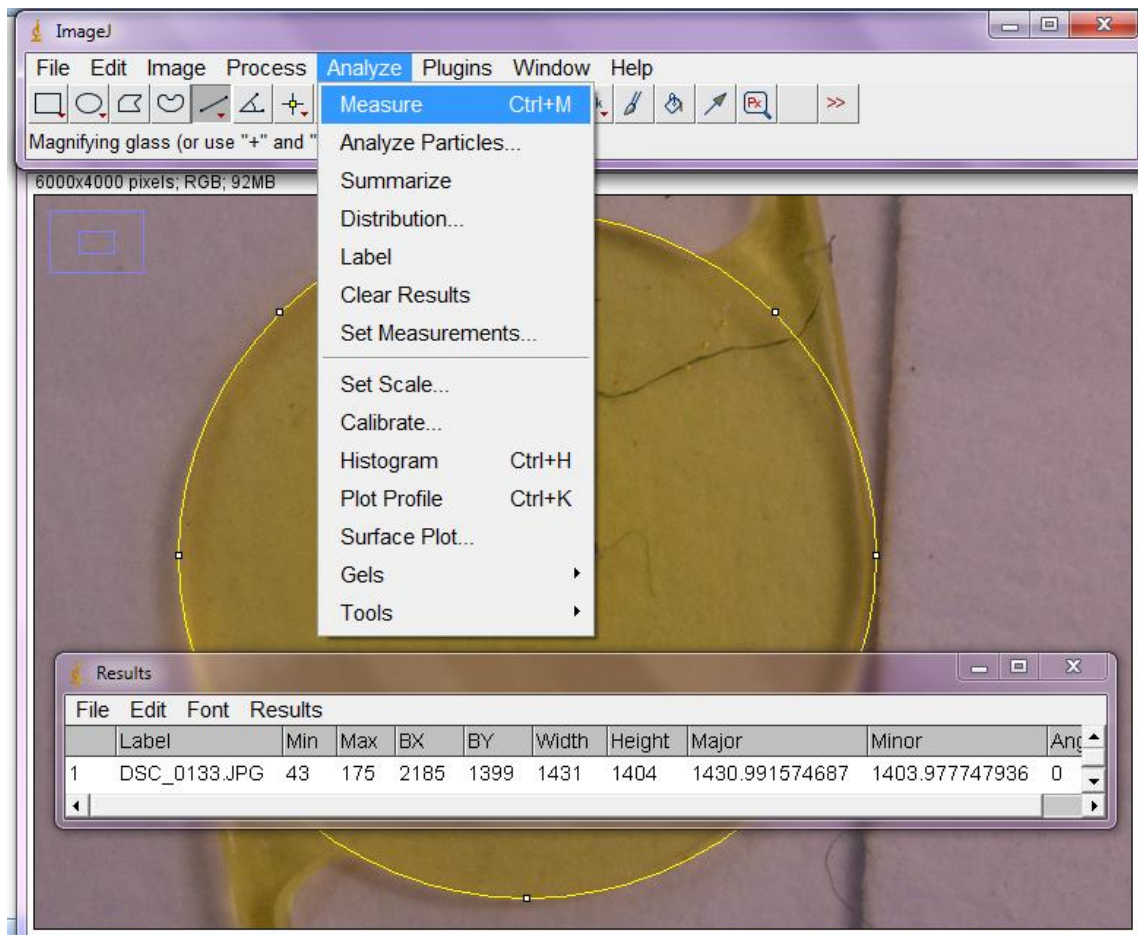 ImageJ
File Edit Image Process Analyze Plugins Window Help
Px >>
Magnifying glass (or use "+" and "
Measure Ctrl+M
Analyze Particles...
Summarize
Distribution...
Label
Clear Results
Set Measurements...
Set Scale...
Calibrate...
Histogram Ctrl+H
Plot Profile Ctrl+K
Surface Plot...
Gels
Tools
6000x4000 pixels; RGB; 92MB
Results
File Edit Font Results
Label Min Max BX BY Width Height Major Minor Ang
1 DSC_0133.JPG 43 175 2185 1399 1431 1404 1430.991574687 1403.977747936 0